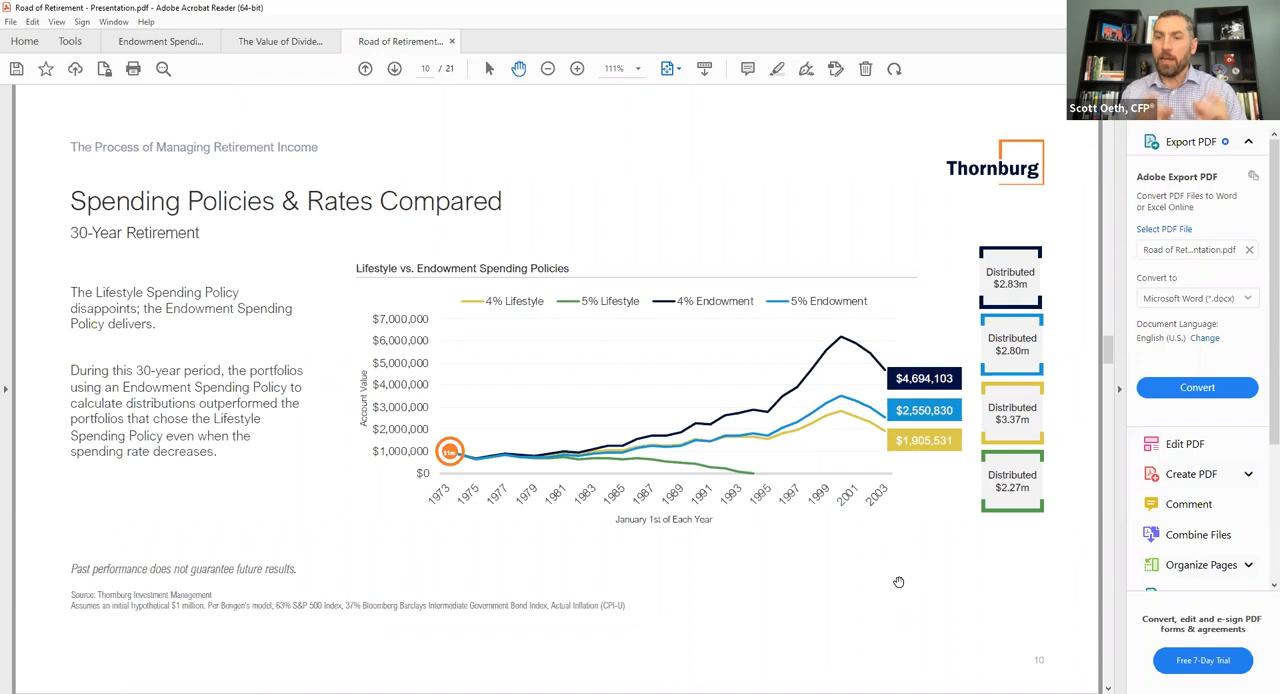 Road of Retirement - Presentation.pdf - Adobe Acrobat Reader (64-bit)
File Edit View Sign Window Help
Home Tools Endowment Spendi... The Value of Divide... Road of Retirement... ×
10 / 21 111%
Scott Oeth, CFP®
The Process of Managing Retirement Income
Thornburg
Spending Policies & Rates Compared
30-Year Retirement
The Lifestyle Spending Policy
disappoints; the Endowment Spending
Policy delivers.
During this 30-year period, the portfolios
using an Endowment Spending Policy to
calculate distributions outperformed the
portfolios that chose the Lifestyle
Spending Policy even when the
spending rate decreases.
Lifestyle vs. Endowment Spending Policies
4% Lifestyle 5% Lifestyle 4% Endowment 5% Endowment
Account Value
$7,000,000
$6,000,000
$5,000,000
$4,000,000
$3,000,000
$2,000,000
$1,000,000
$0
$1m
$4,694,103
$2,550,830
$1,905,531
1973 1975 1977 1979 1981 1983 1985 1987 1989 1991 1993 1995 1997 1999 2001 2003
January 1st of Each Year
Distributed
$2.83m
Distributed
$2.80m
Distributed
$3.37m
Distributed
$2.27m
Past performance does not guarantee future results.
Source: Thornburg Investment Management
Assumes an initial hypothetical $1 million. Per Bengen's model; 63% S&P 500 Index, 37% Bloomberg Barclays Intermediate Government Bond Index, Actual Inflation (CPI-U)
10
Export PDF
Adobe Export PDF
Convert PDF Files to Word
or Excel Online
Select PDF File
Road of Ret...ntation.pdf
Convert to
Microsoft Word (*.docx)
Document Language:
English (U.S.) Change
Convert
Edit PDF
Create PDF
Comment
Combine Files
Organize Pages
Convert, edit and e-sign PDF
forms & agreements
Free 7-Day Trial